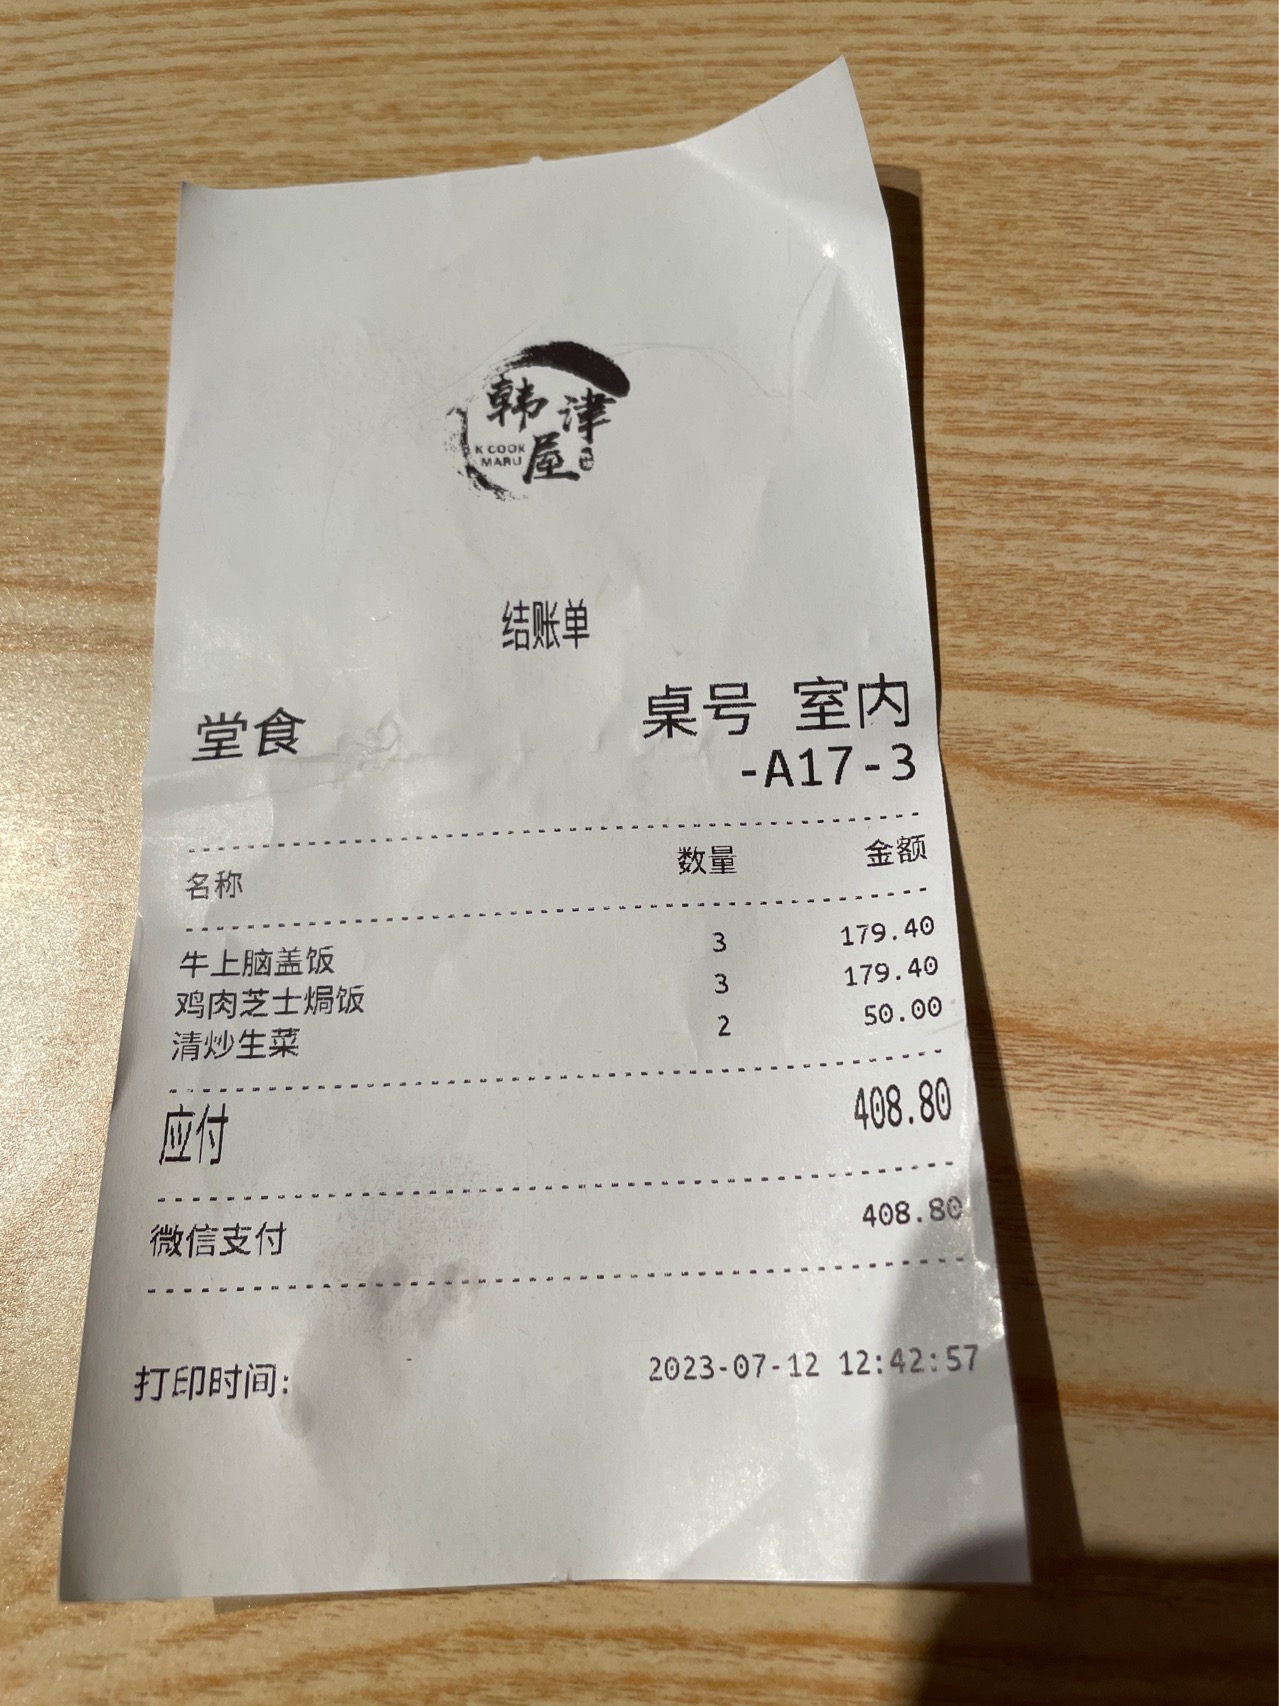 韩津
屋
K COOK
MARU
结账单
堂食 桌号 室内
-A17-3
名称 数量 金额
牛上脑盖饭 3 179.40
鸡肉芝士焗饭 3 179.40
清炒生菜 2 50.00
应付 408.80
微信支付 408.80
打印时间: 2023-07-12 12:42:57